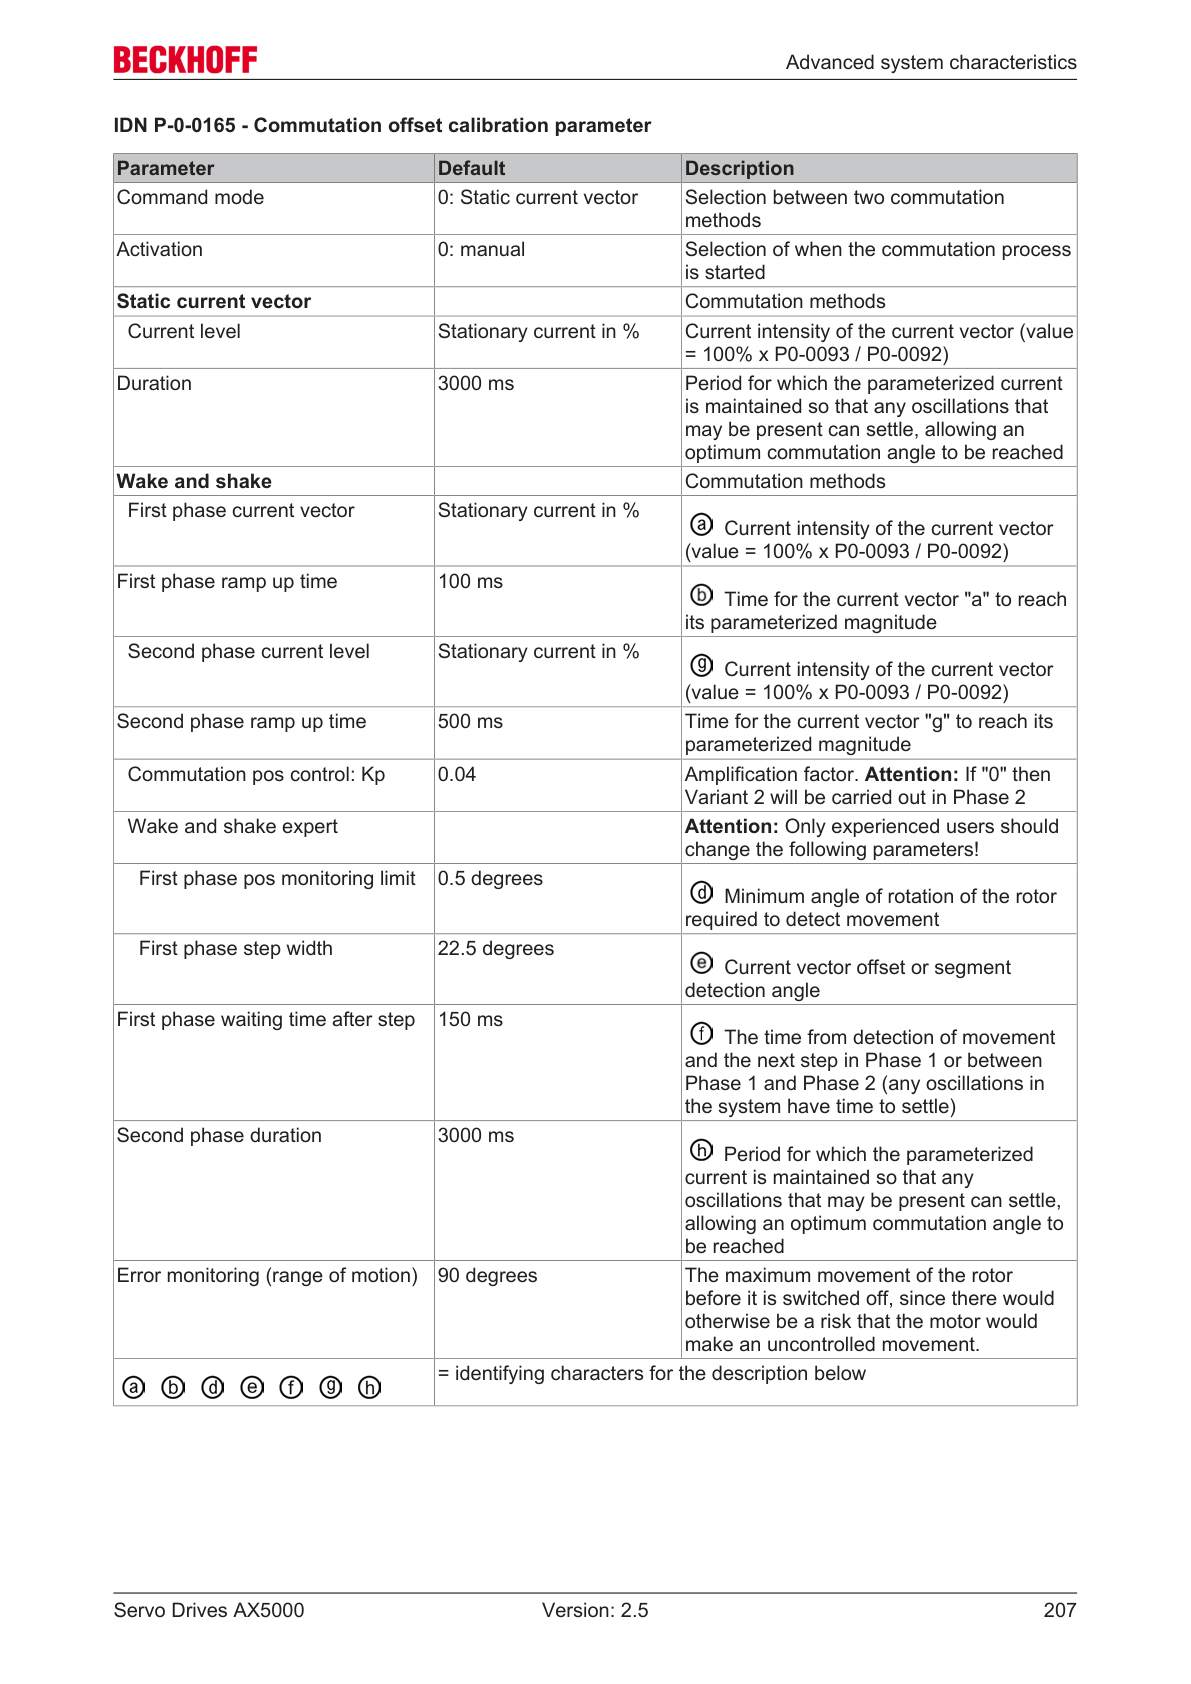 BECKHOFF
Advanced system characteristics
IDN P-0-0165 - Commutation offset calibration parameter
Parameter Default Description
Command mode 0: Static current vector Selection between two commutation
methods
Activation 0: manual Selection of when the commutation process
is started
Static current vector Commutation methods
Current level Stationary current in % Current intensity of the current vector (value
= 100% x P0-0093 / P0-0092)
Duration 3000 ms Period for which the parameterized current
is maintained so that any oscillations that
may be present can settle, allowing an
optimum commutation angle to be reached
Wake and shake Commutation methods
First phase current vector Stationary current in %
ⓐ Current intensity of the current vector
(value = 100% x P0-0093 / P0-0092)
First phase ramp up time 100 ms
ⓑ Time for the current vector "a" to reach
its parameterized magnitude
Second phase current level Stationary current in %
ⓖ Current intensity of the current vector
(value = 100% x P0-0093 / P0-0092)
Second phase ramp up time 500 ms Time for the current vector "g" to reach its
parameterized magnitude
Commutation pos control: Kp 0.04 Amplification factor. Attention: If "0" then
Variant 2 will be carried out in Phase 2
Wake and shake expert Attention: Only experienced users should
change the following parameters!
First phase pos monitoring limit 0.5 degrees
ⓓ Minimum angle of rotation of the rotor
required to detect movement
First phase step width 22.5 degrees
ⓔ Current vector offset or segment
detection angle
First phase waiting time after step 150 ms
ⓕ The time from detection of movement
and the next step in Phase 1 or between
Phase 1 and Phase 2 (any oscillations in
the system have time to settle)
Second phase duration 3000 ms
ⓗ Period for which the parameterized
current is maintained so that any
oscillations that may be present can settle,
allowing an optimum commutation angle to
be reached
Error monitoring (range of motion) 90 degrees The maximum movement of the rotor
before it is switched off, since there would
otherwise be a risk that the motor would
make an uncontrolled movement.
ⓐ ⓑ ⓓ ⓔ ⓕ ⓖ ⓗ = identifying characters for the description below
Servo Drives AX5000 Version: 2.5 207